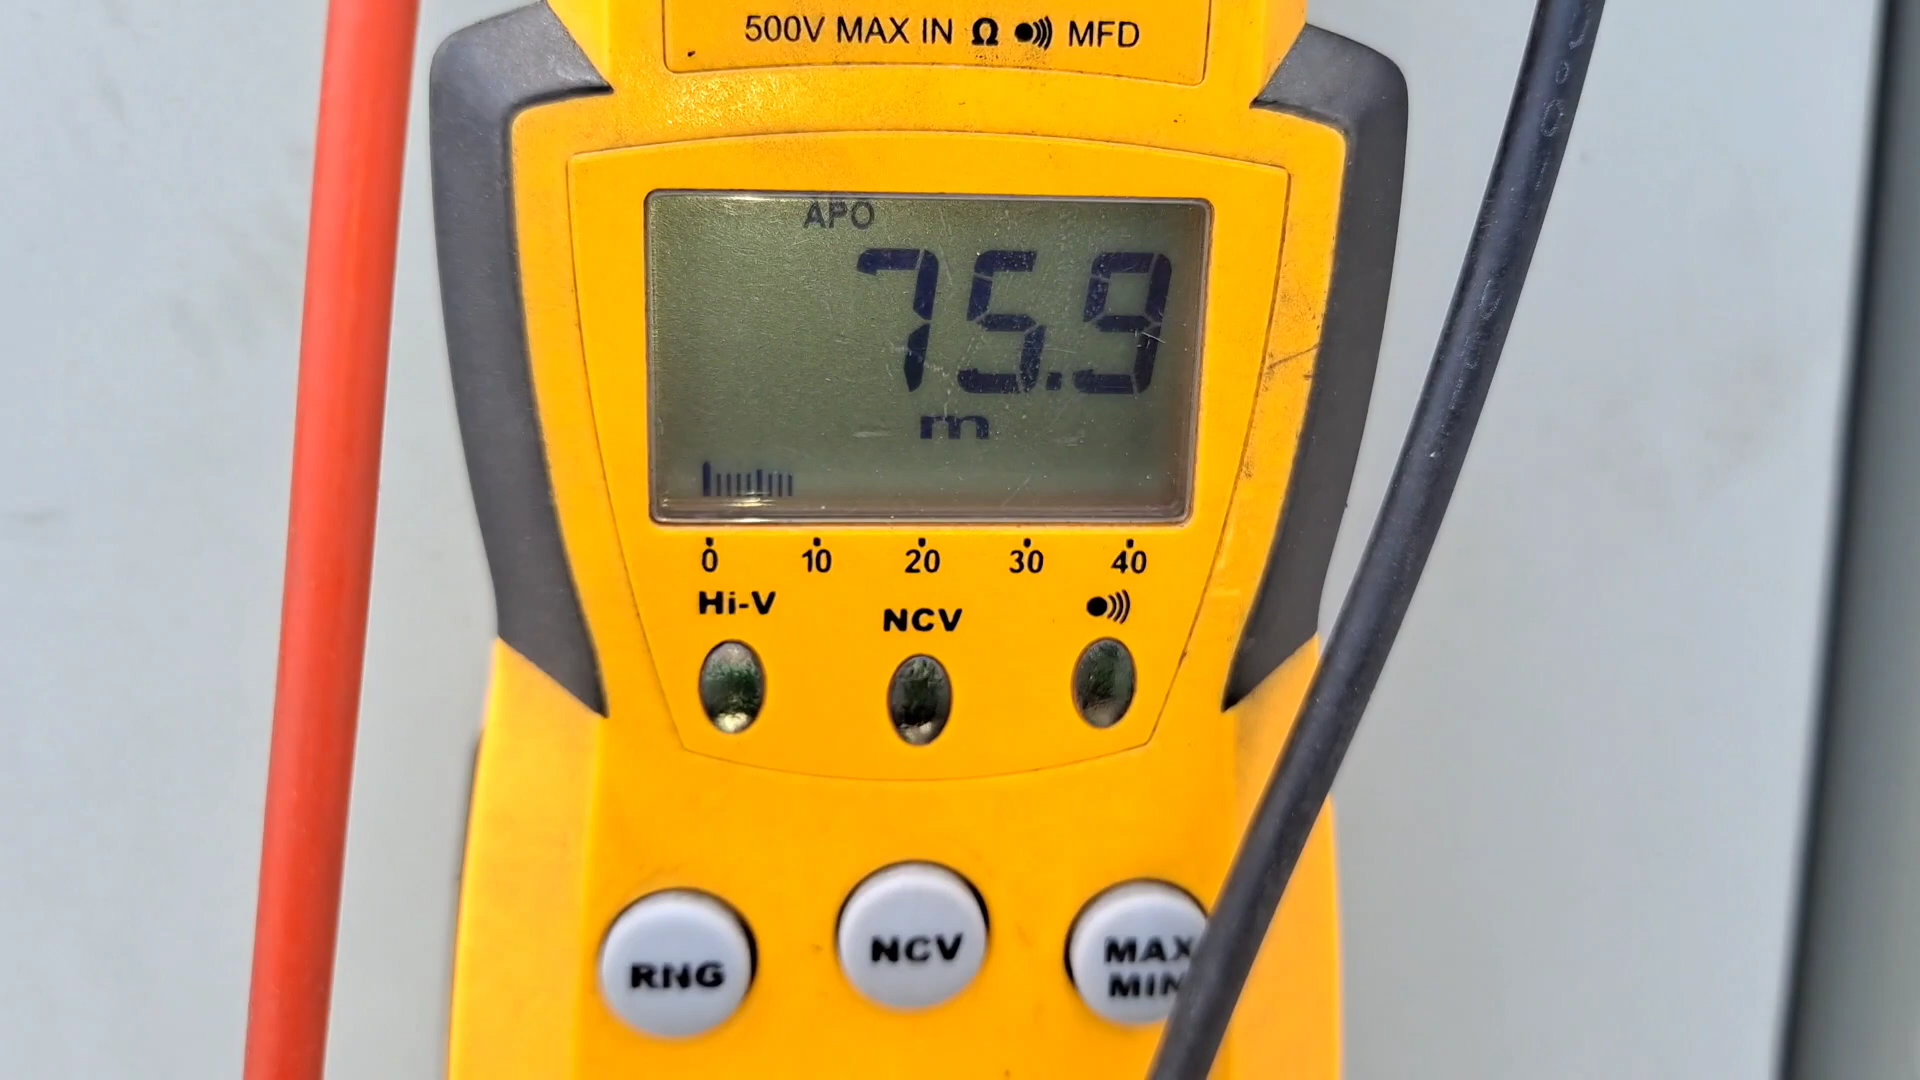 500V MAX IN Ω MFD
APO
75.9
m
0 10 20 30 40
Hi-V
NCV
RNG
NCV
MAX
MIN